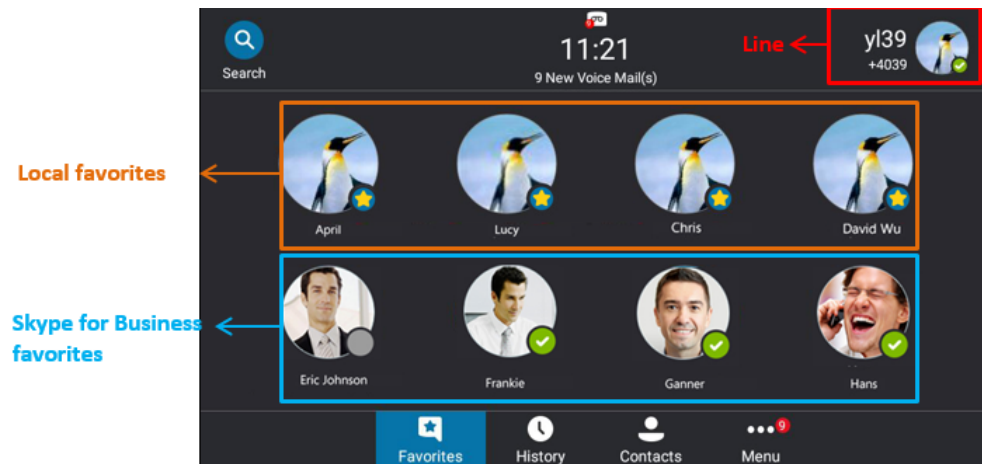 Search
11:21
9 New Voice Mail(s)
Line
yl39
+4039
Local favorites
April
Lucy
Chris
David Wu
Skype for Business
favorites
Eric Johnson
Frankie
Ganner
Hans
9
Favorites
History
Contacts
Menu